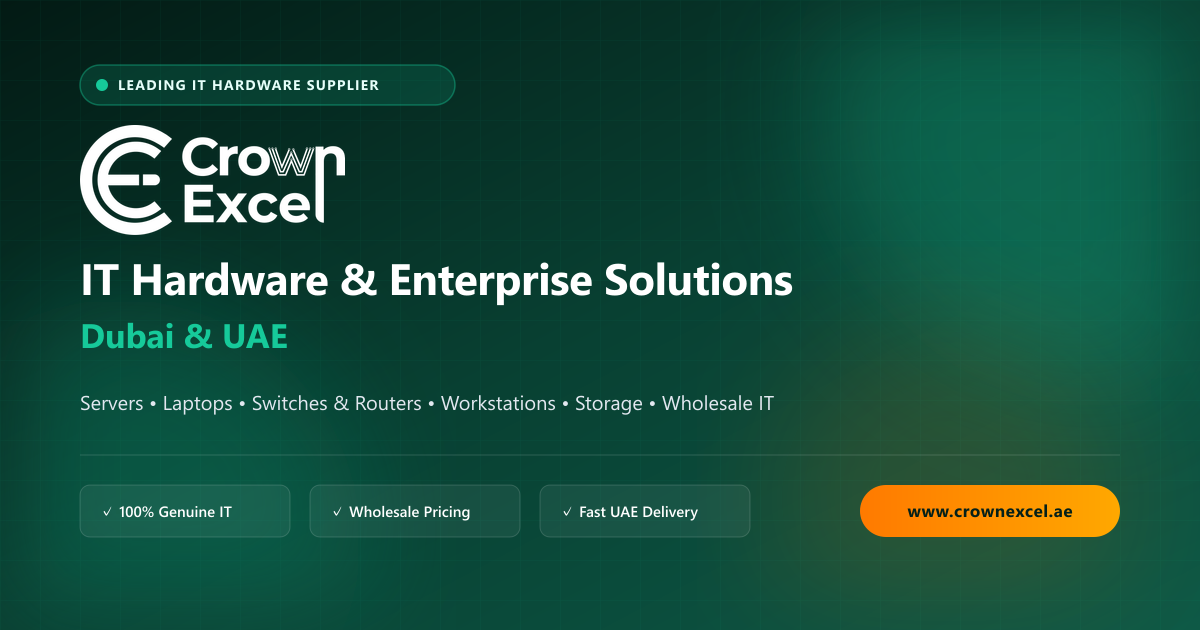 LEADING IT HARDWARE SUPPLIER
Crown
Excel
IT Hardware & Enterprise Solutions
Dubai & UAE
Servers • Laptops • Switches & Routers • Workstations • Storage • Wholesale IT
✓ 100% Genuine IT
✓ Wholesale Pricing
✓ Fast UAE Delivery
www.crownexcel.ae